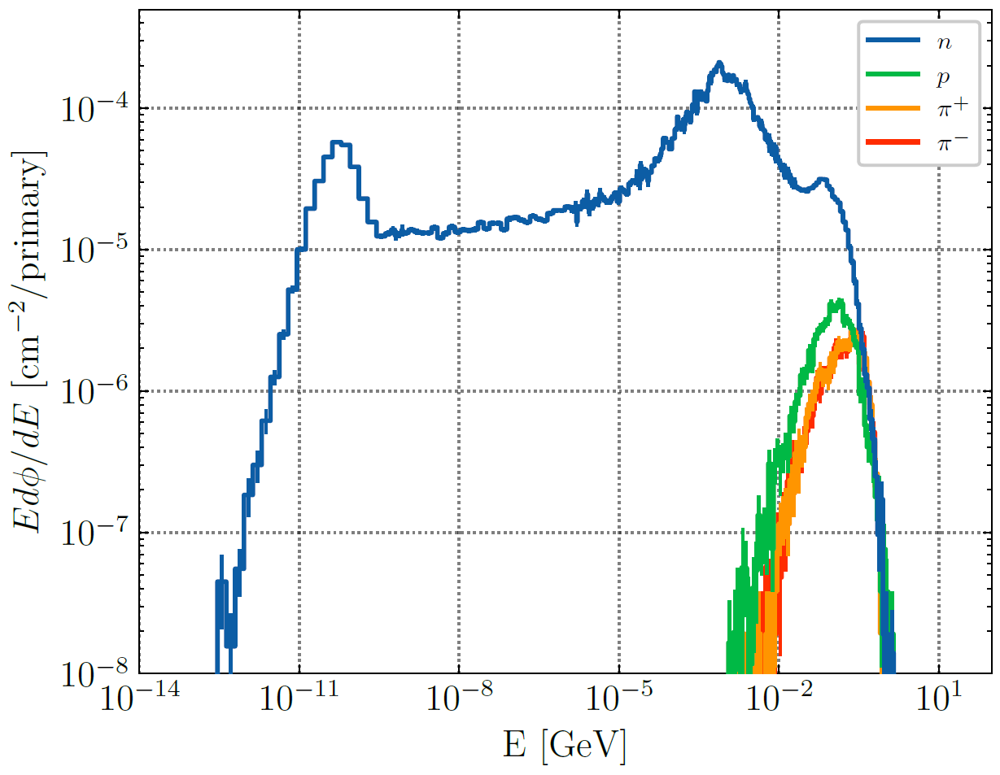 n
p
π⁺
π⁻
10⁻⁴
10⁻⁵
10⁻⁶
10⁻⁷
10⁻⁸
Edϕ/dE [cm⁻²/primary]
10⁻¹⁴ 10⁻¹¹ 10⁻⁸ 10⁻⁵ 10⁻² 10¹
E [GeV]